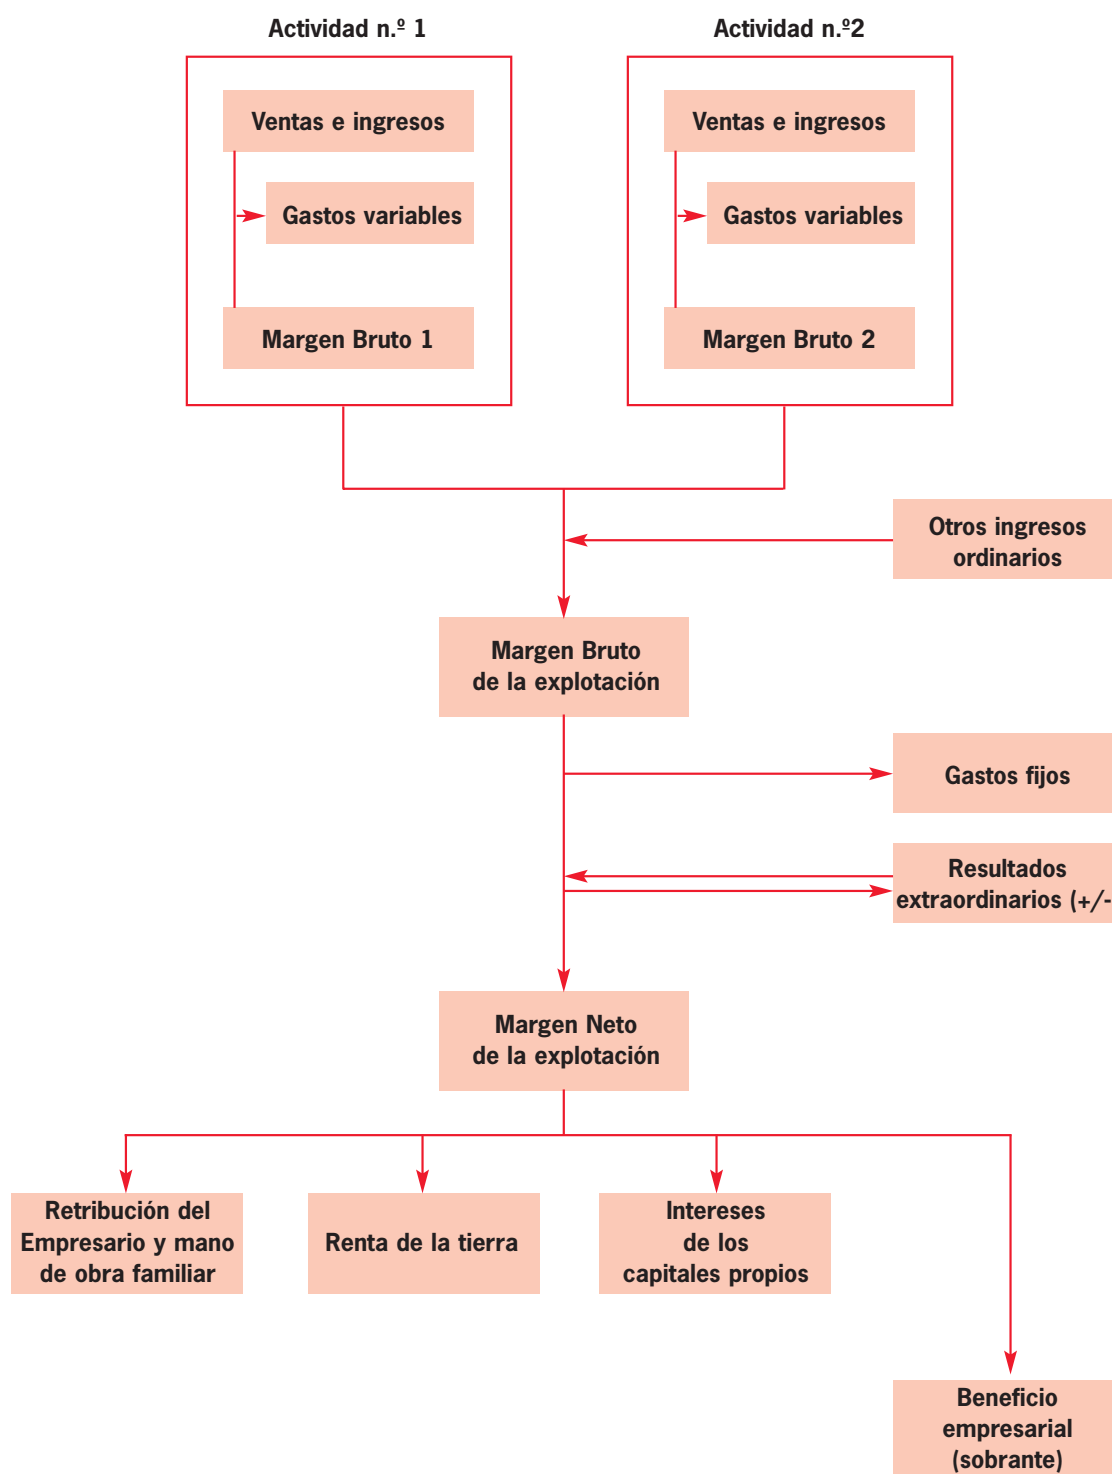 Actividad n.º 1
Actividad n.º2
Ventas e ingresos
Gastos variables
Margen Bruto 1
Ventas e ingresos
Gastos variables
Margen Bruto 2
Otros ingresos
ordinarios
Margen Bruto
de la explotación
Gastos fijos
Resultados
extraordinarios (+/-
Margen Neto
de la explotación
Retribución del
Empresario y mano
de obra familiar
Renta de la tierra
Intereses
de los
capitales propios
Beneficio
empresarial
(sobrante)